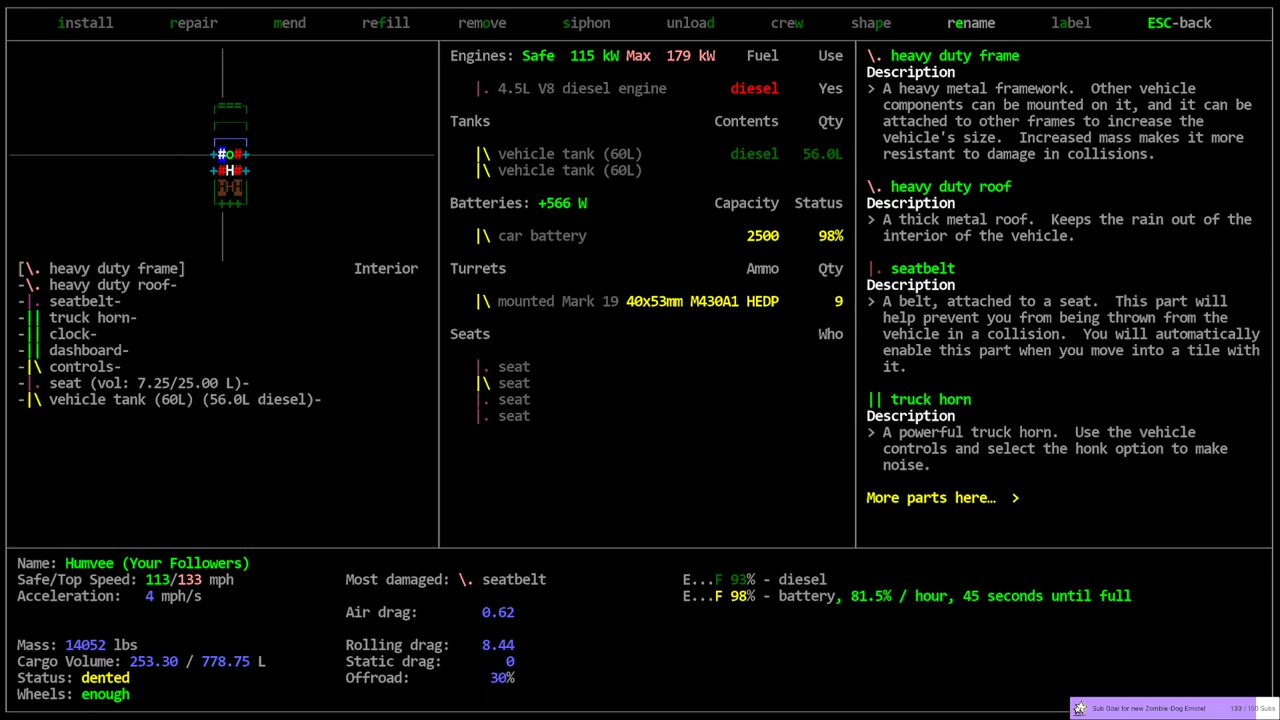 install repair mend refill remove siphon unload crew shape rename label ESC-back
Engines: Safe 115 kW Max 179 kW Fuel Use
|. 4.5L V8 diesel engine diesel Yes
Tanks Contents Qty
|\ vehicle tank (60L) diesel 56.0L
|\ vehicle tank (60L)
Batteries: +566 W Capacity Status
|\ car battery 2500 98%
Turrets Ammo Qty
|\ mounted Mark 19 40x53mm M430A1 HEDP 9
Seats Who
|. seat
|\ seat
|. seat
|. seat
===
+#o#+
+#H#+
+++
[\. heavy duty frame] Interior
-\. heavy duty roof-
-|. seatbelt-
-|| truck horn-
-|| clock-
-|| dashboard-
-|\ controls-
-|. seat (vol: 7.25/25.00 L)-
-|\ vehicle tank (60L) (56.0L diesel)-
\. heavy duty frame
Description
> A heavy metal framework.  Other vehicle
components can be mounted on it, and it can be
attached to other frames to increase the
vehicle's size.  Increased mass makes it more
resistant to damage in collisions.
\. heavy duty roof
Description
> A thick metal roof.  Keeps the rain out of the
interior of the vehicle.
|. seatbelt
Description
> A belt, attached to a seat.  This part will
help prevent you from being thrown from the
vehicle in a collision.  You will automatically
enable this part when you move into a tile with
it.
|| truck horn
Description
> A powerful truck horn.  Use the vehicle
controls and select the honk option to make
noise.
More parts here… >
Name: Humvee (Your Followers)
Safe/Top Speed: 113/133 mph
Acceleration: 4 mph/s
Mass: 14052 lbs
Cargo Volume: 253.30 / 778.75 L
Status: dented
Wheels: enough
Most damaged: \. seatbelt
Air drag: 0.62
Rolling drag: 8.44
Static drag: 0
Offroad: 30%
E...F 93% - diesel
E...F 98% - battery, 81.5% / hour, 45 seconds until full
Sub Goal for new Zombie-Dog Emote! 133 / 150 Subs